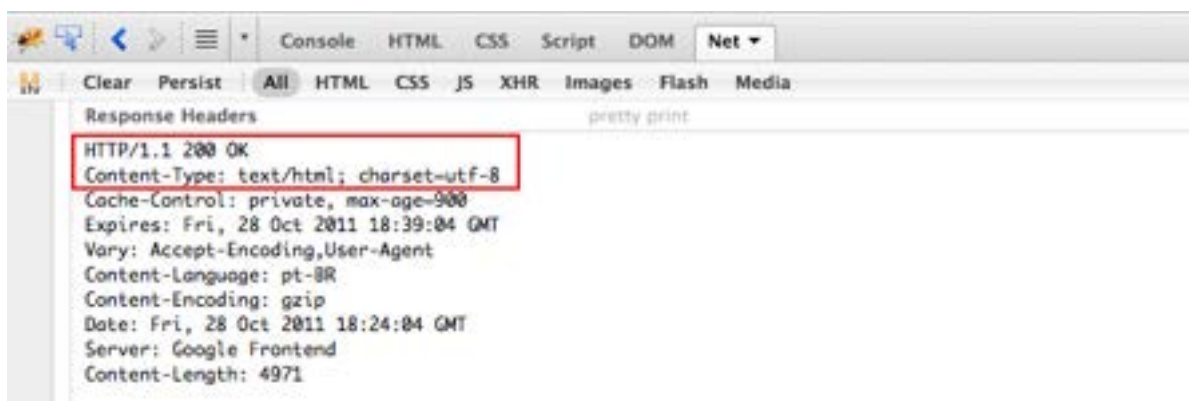 Console HTML CSS Script DOM Net
Clear Persist All HTML CSS JS XHR Images Flash Media
Response Headers pretty print
HTTP/1.1 200 OK
Content-Type: text/html; charset=utf-8
Cache-Control: private, max-age=900
Expires: Fri, 28 Oct 2011 18:39:04 GMT
Vary: Accept-Encoding,User-Agent
Content-Language: pt-BR
Content-Encoding: gzip
Date: Fri, 28 Oct 2011 18:24:04 GMT
Server: Google Frontend
Content-Length: 4971